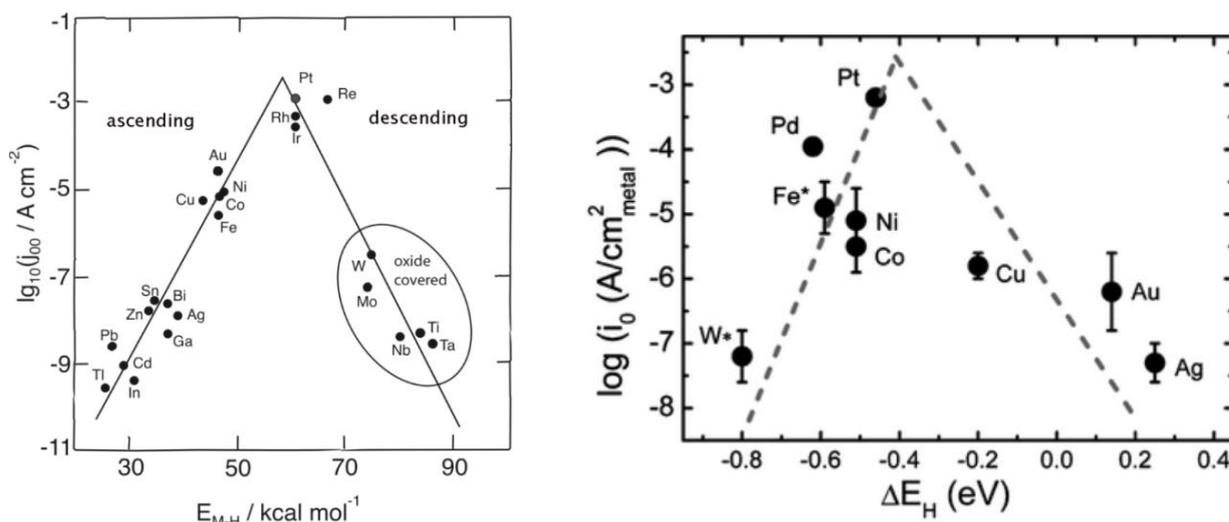 -1
-3
-5
-7
-9
-11
lg10(j00 / A cm-2)
30
50
70
90
EM-H / kcal mol-1
ascending
descending
Pt
Re
Rh
Ir
Au
Ni
Cu
Co
Fe
W
oxide
covered
Mo
Sn
Bi
Zn
Ag
Ga
Ti
Nb
Ta
Pb
Cd
Tl
In
-3
-4
-5
-6
-7
-8
log (i0 (A/cm2metal ))
-0.8
-0.6
-0.4
-0.2
0.0
0.2
0.4
ΔEH (eV)
Pt
Pd
Fe*
Ni
Co
Cu
Au
W*
Ag